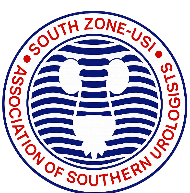 SOUTH ZONE-USI
ASSOCIATION OF SOUTHERN UROLOGISTS